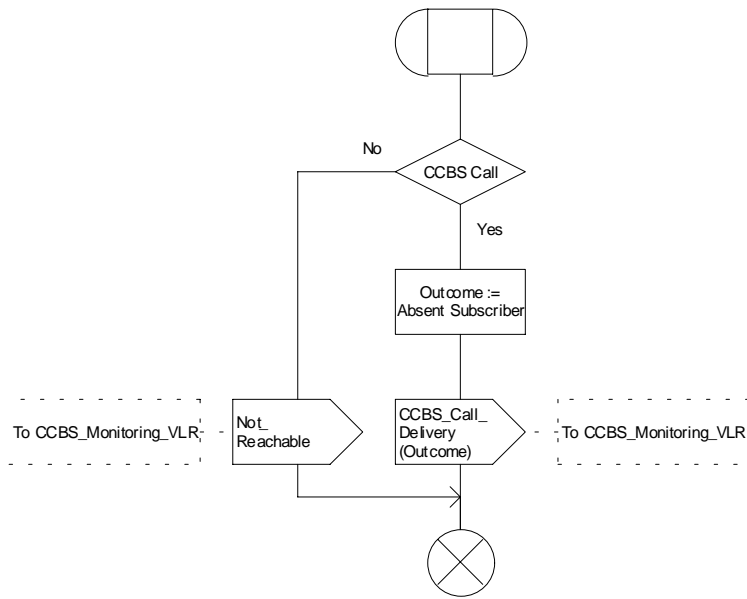 No
CCBS Call
Yes
Outcome :=
Absent Subscriber
To CCBS_Monitoring_VLR
Not_
Reachable
CCBS_Call_
Delivery
(Outcome)
To CCBS_Monitoring_VLR